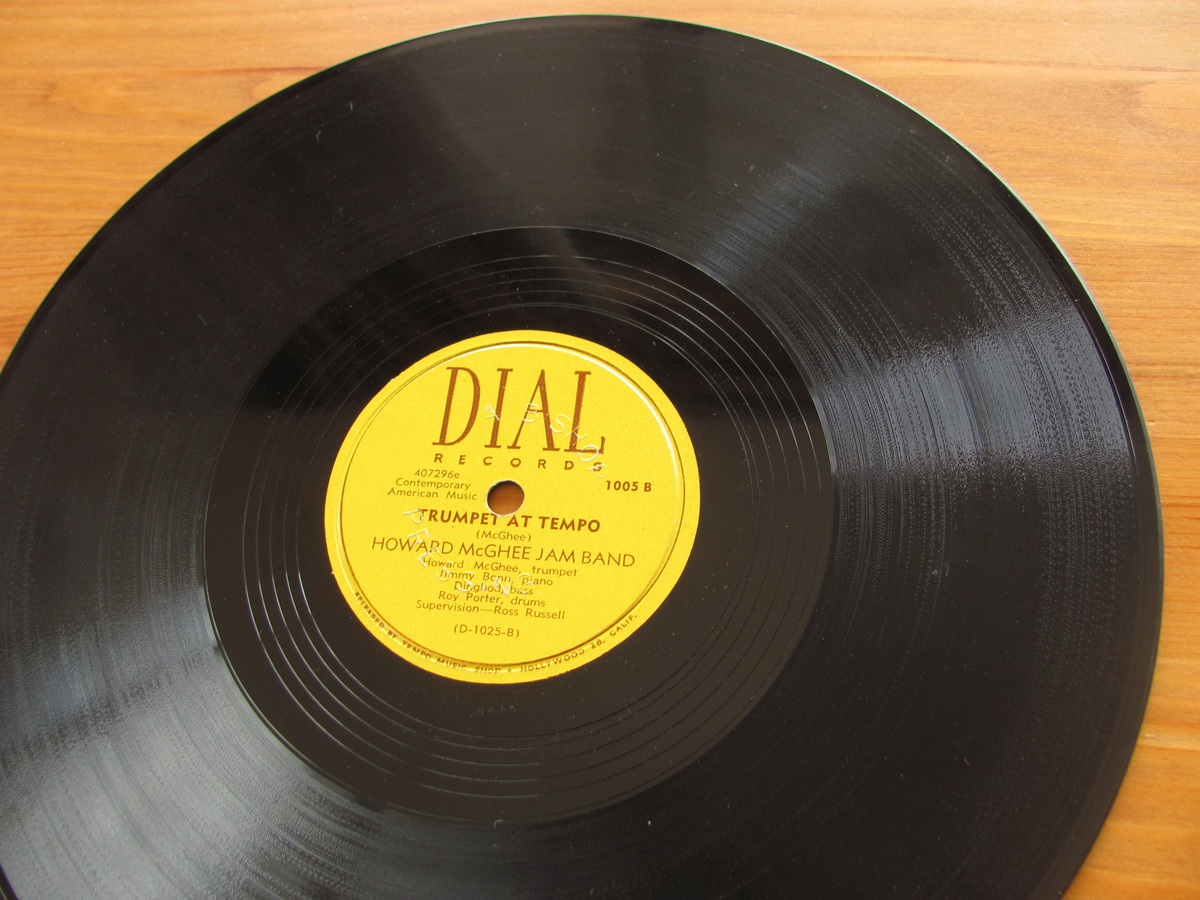 DIAL
RECORDS
407296e
Contemporary
American Music
1005 B
TRUMPET AT TEMPO
(McGhee)
HOWARD McGHEE JAM BAND
Howard McGhee, trumpet
Jimmy Bunn, piano
Dingbod, bass
Roy Porter, drums
Supervision—Ross Russell
(D-1025-B)
RELEASED BY TEMPO MUSIC SHOP • HOLLYWOOD 28, CALIF.
PRESSING